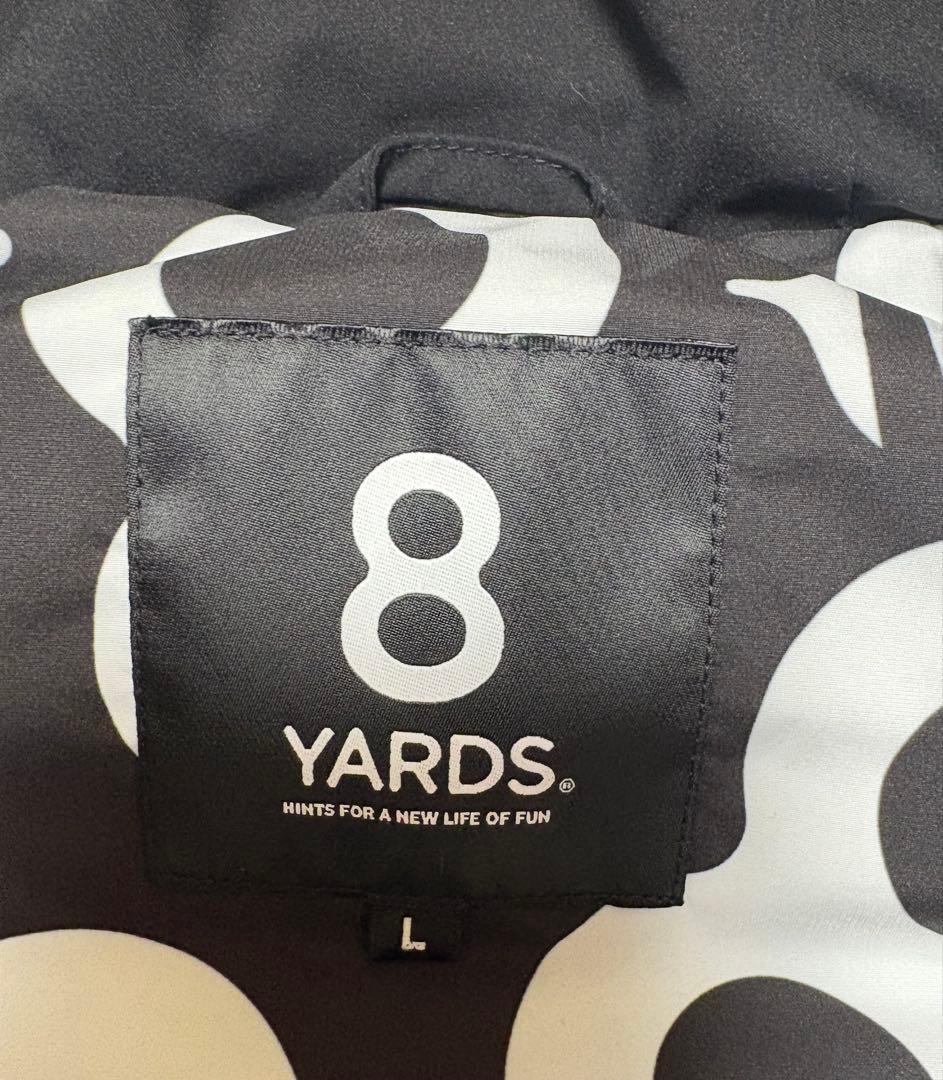 8
YARDS®
HINTS FOR A NEW LIFE OF FUN
L